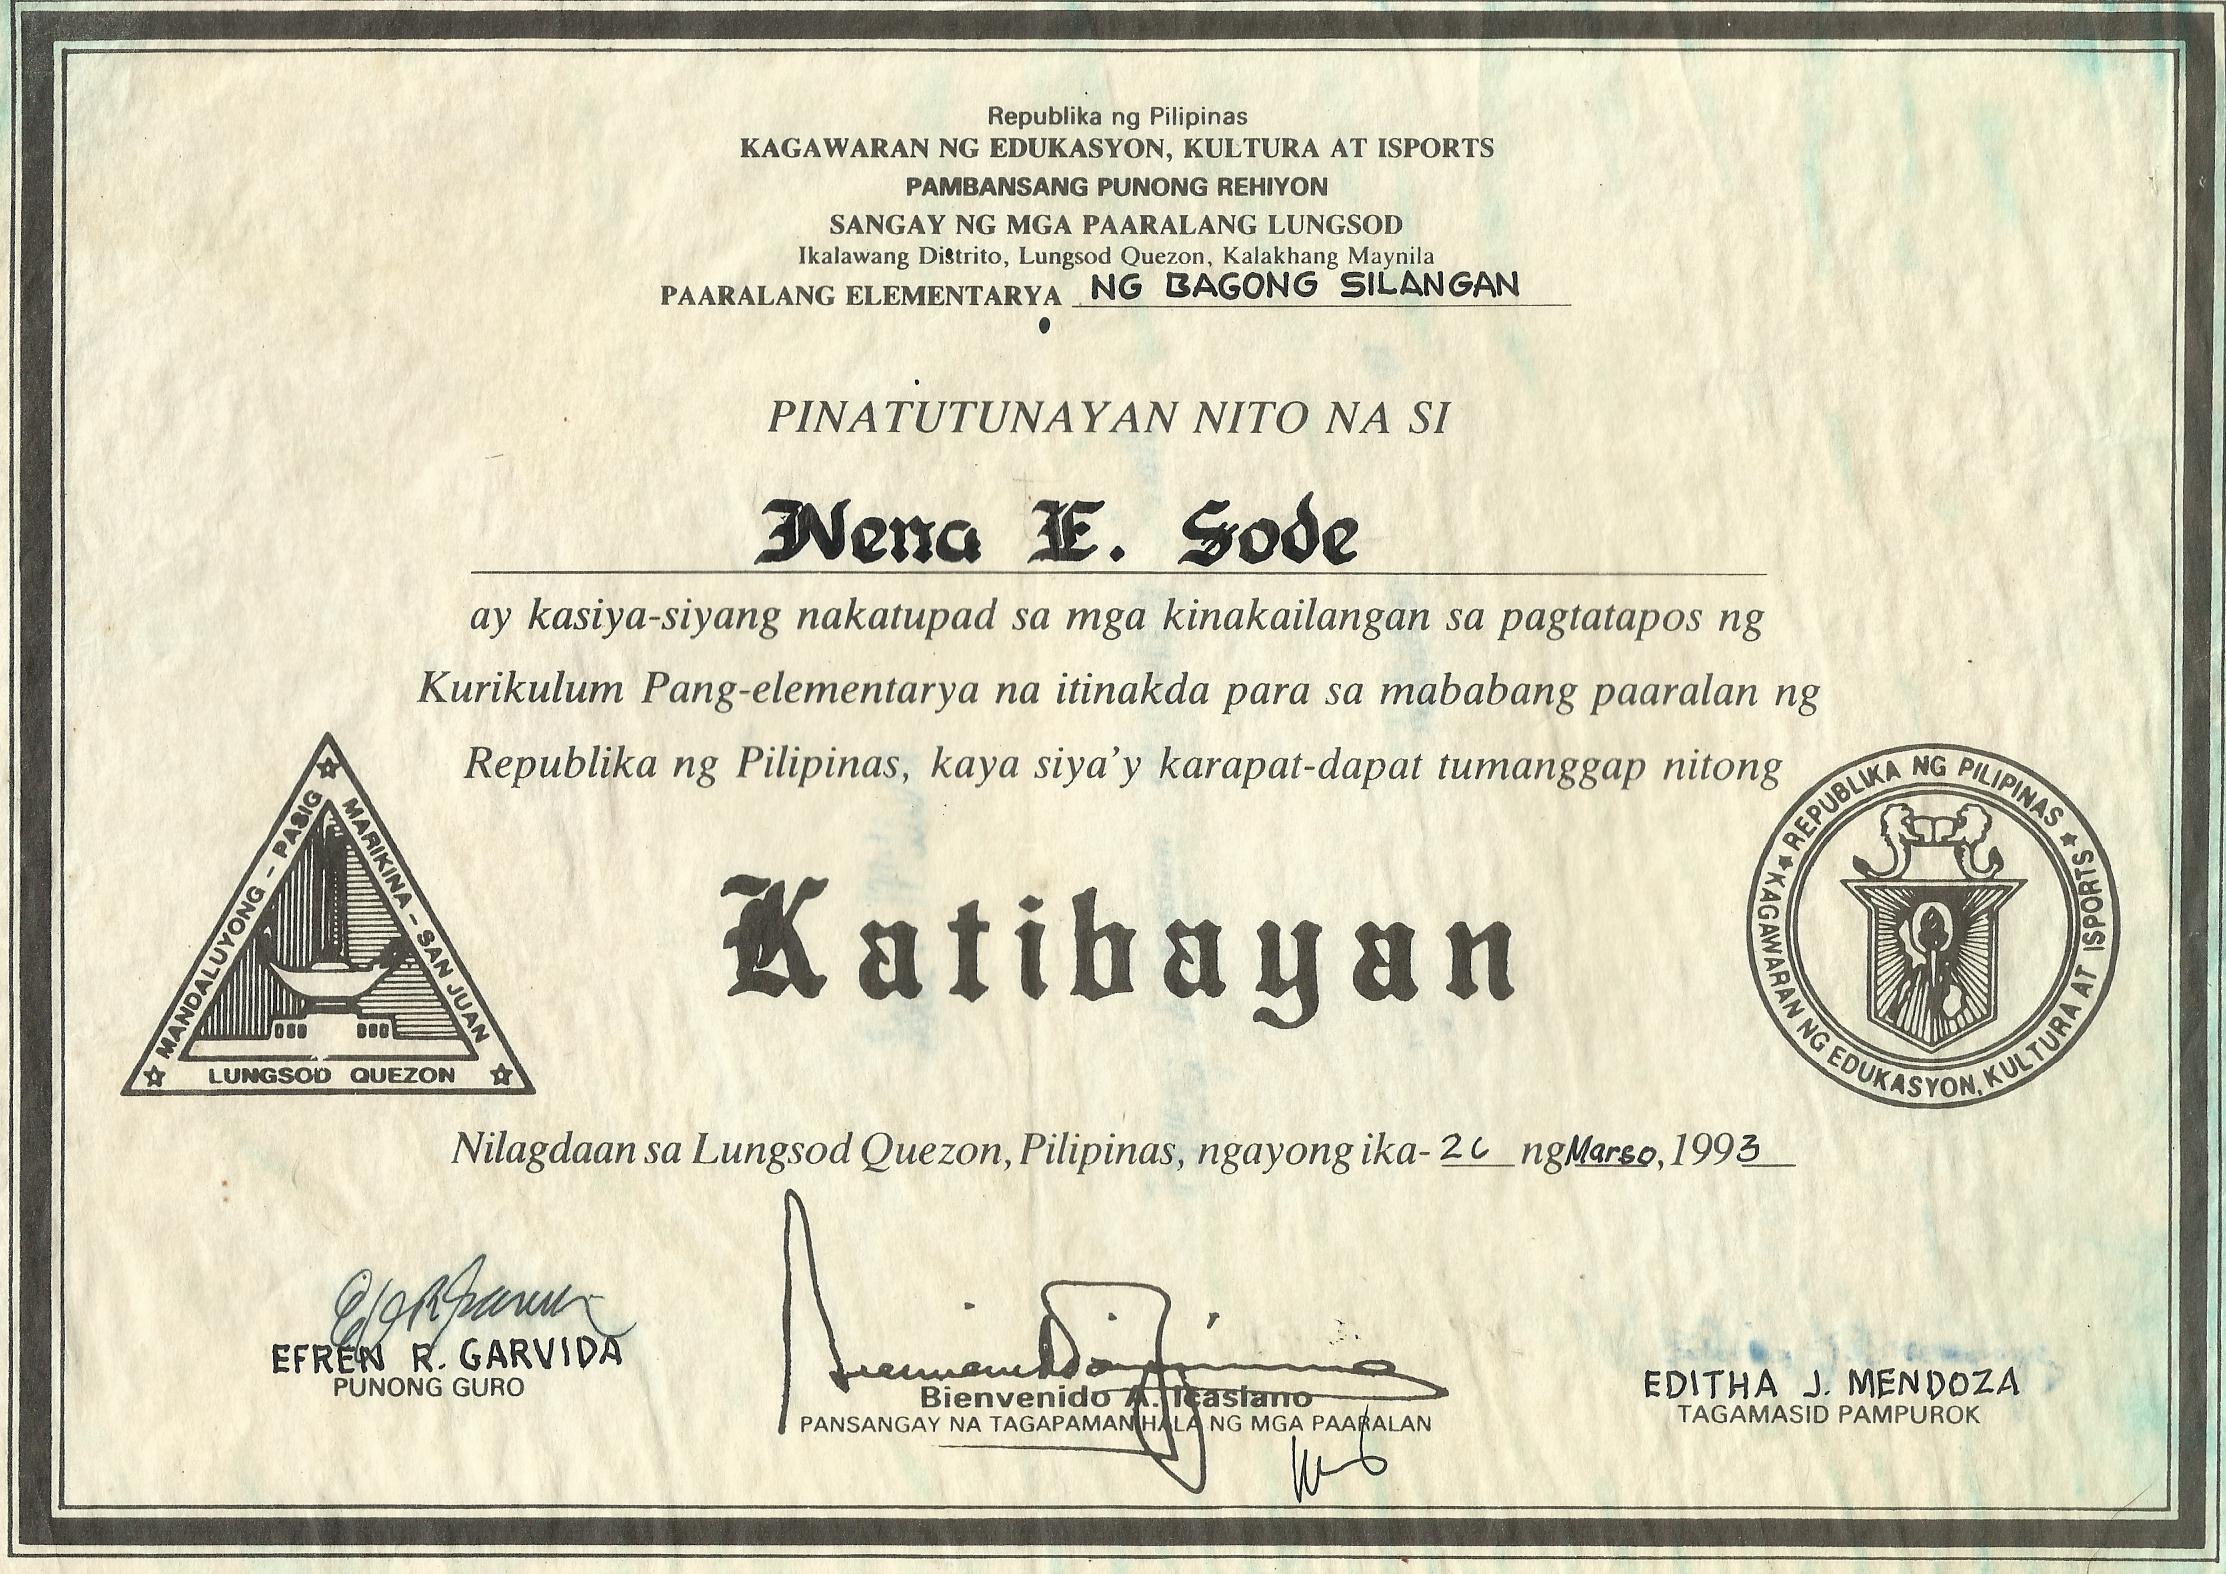 Republika ng Pilipinas
KAGAWARAN NG EDUKASYON, KULTURA AT ISPORTS
PAMBANSANG PUNONG REHIYON
SANGAY NG MGA PAARALANG LUNGSOD
Ikalawang Distrito, Lungsod Quezon, Kalakhang Maynila
PAARALANG ELEMENTARYA NG BAGONG SILANGAN
PINATUTUNAYAN NITO NA SI
Nena E. Sode
ay kasiya-siyang nakatupad sa mga kinakailangan sa pagtatapos ng
Kurikulum Pang-elementarya na itinakda para sa mababang paaralan ng
Republika ng Pilipinas, kaya siya'y karapat-dapat tumanggap nitong
MANDALUYONG - PASIG
MARIKINA - SAN JUAN
LUNGSOD QUEZON
Katibayan
REPUBLIKA NG PILIPINAS
KAGAWARAN NG EDUKASYON, KULTURA AT ISPORTS
Nilagdaan sa Lungsod Quezon, Pilipinas, ngayong ika- ng Marso, 1993
EFREN R. GARVIDA
PUNONG GURO
Bienvenido A. Icasiano
PANSANGAY NA TAGAPAMANIHALA NG MGA PAARALAN
EDITHA J. MENDOZA
TAGAMASID PAMPUROK